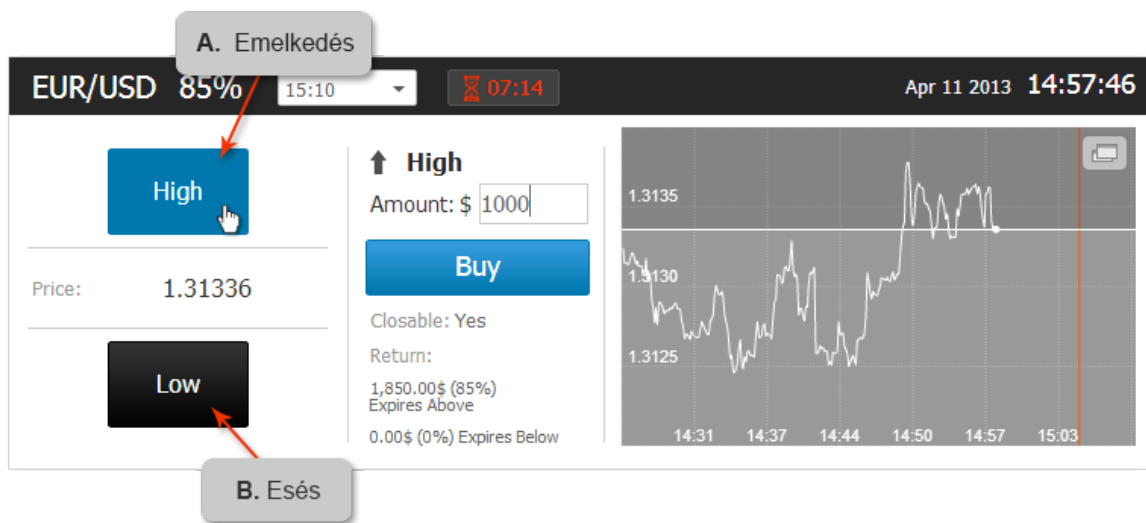 A. Emelkedés
EUR/USD 85% 15:10 07:14 Apr 11 2013 14:57:46
High
Price: 1.31336
Low
High
Amount: $ 1000
Buy
Closable: Yes
Return:
1,850.00$ (85%)
Expires Above
0.00$ (0%) Expires Below
1.3135
1.3130
1.3125
14:31 14:37 14:44 14:50 14:57 15:03
B. Esés